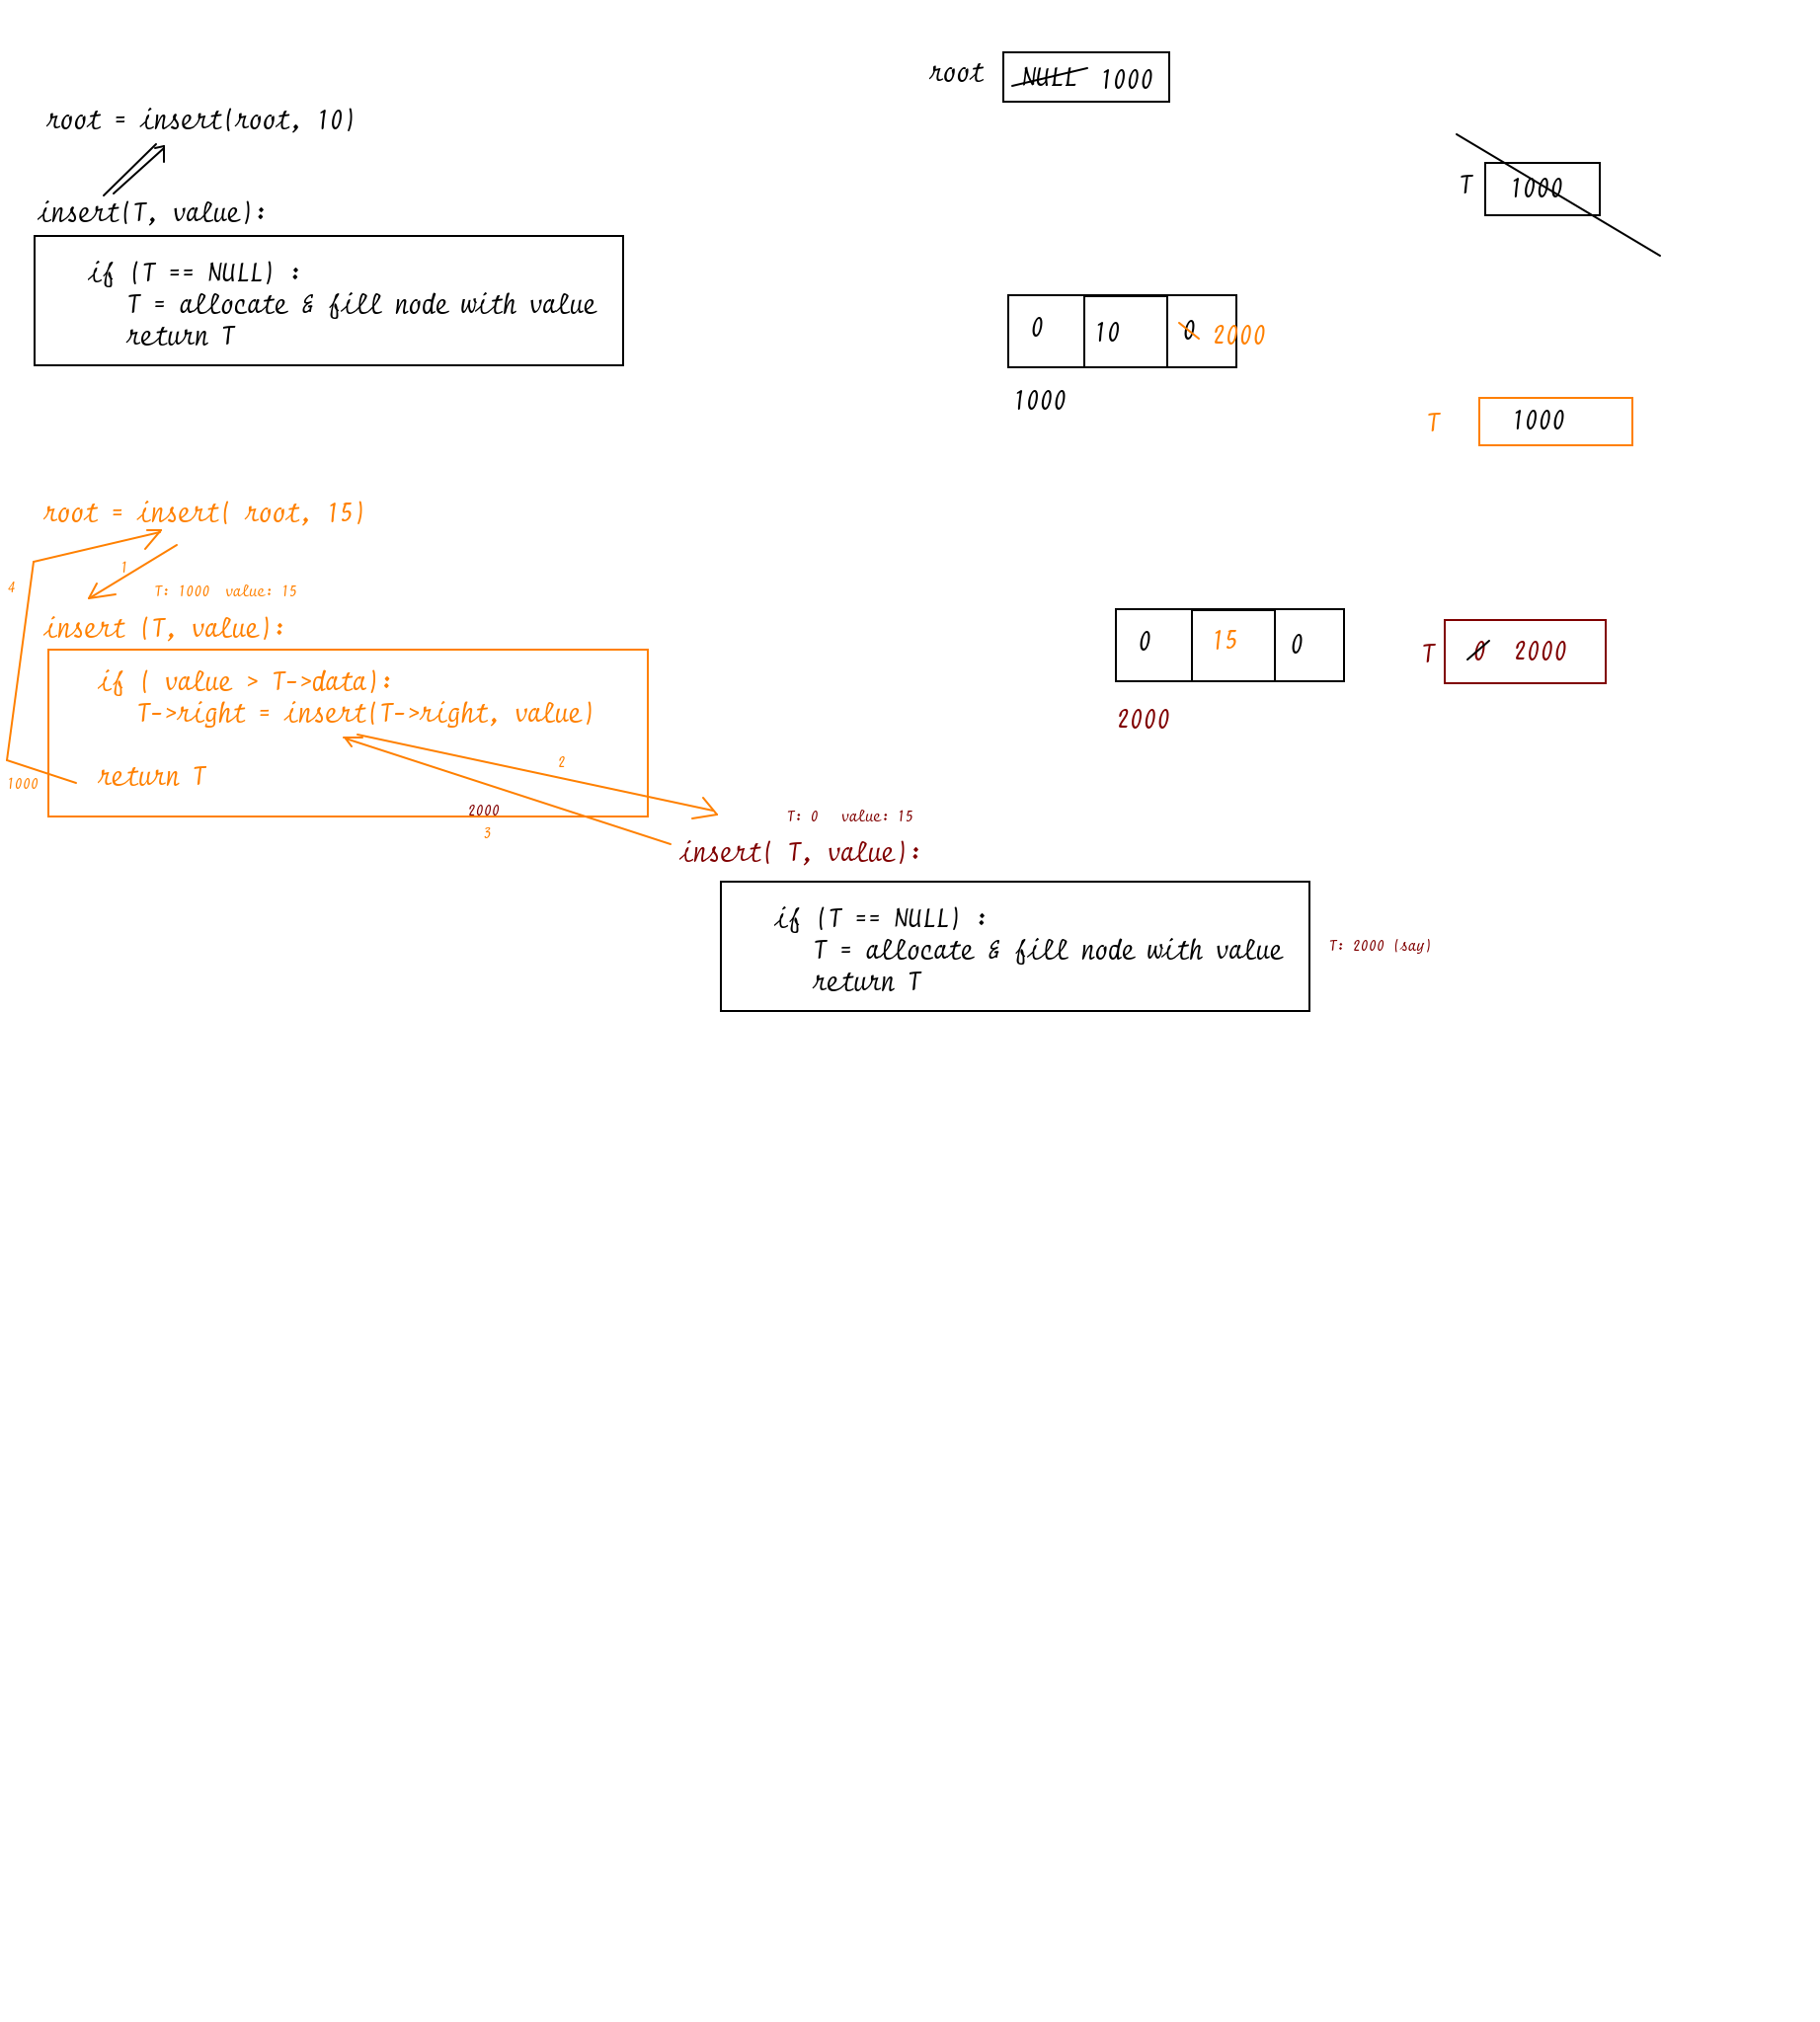 root NULL 1000
root = insert(root, 10)
T 1000
insert(T, value):
if (T == NULL) :
T = allocate & fill node with value
return T
0 10 0 2000
1000
T 1000
root = insert( root, 15)
1
4
T: 1000 value: 15
insert (T, value):
if ( value > T->data):
T->right = insert(T->right, value)
return T
1000
2
2000
3
0 15 0
2000
T 0 2000
T: 0 value: 15
insert( T, value):
if (T == NULL) :
T = allocate & fill node with value
return T
T: 2000 (say)